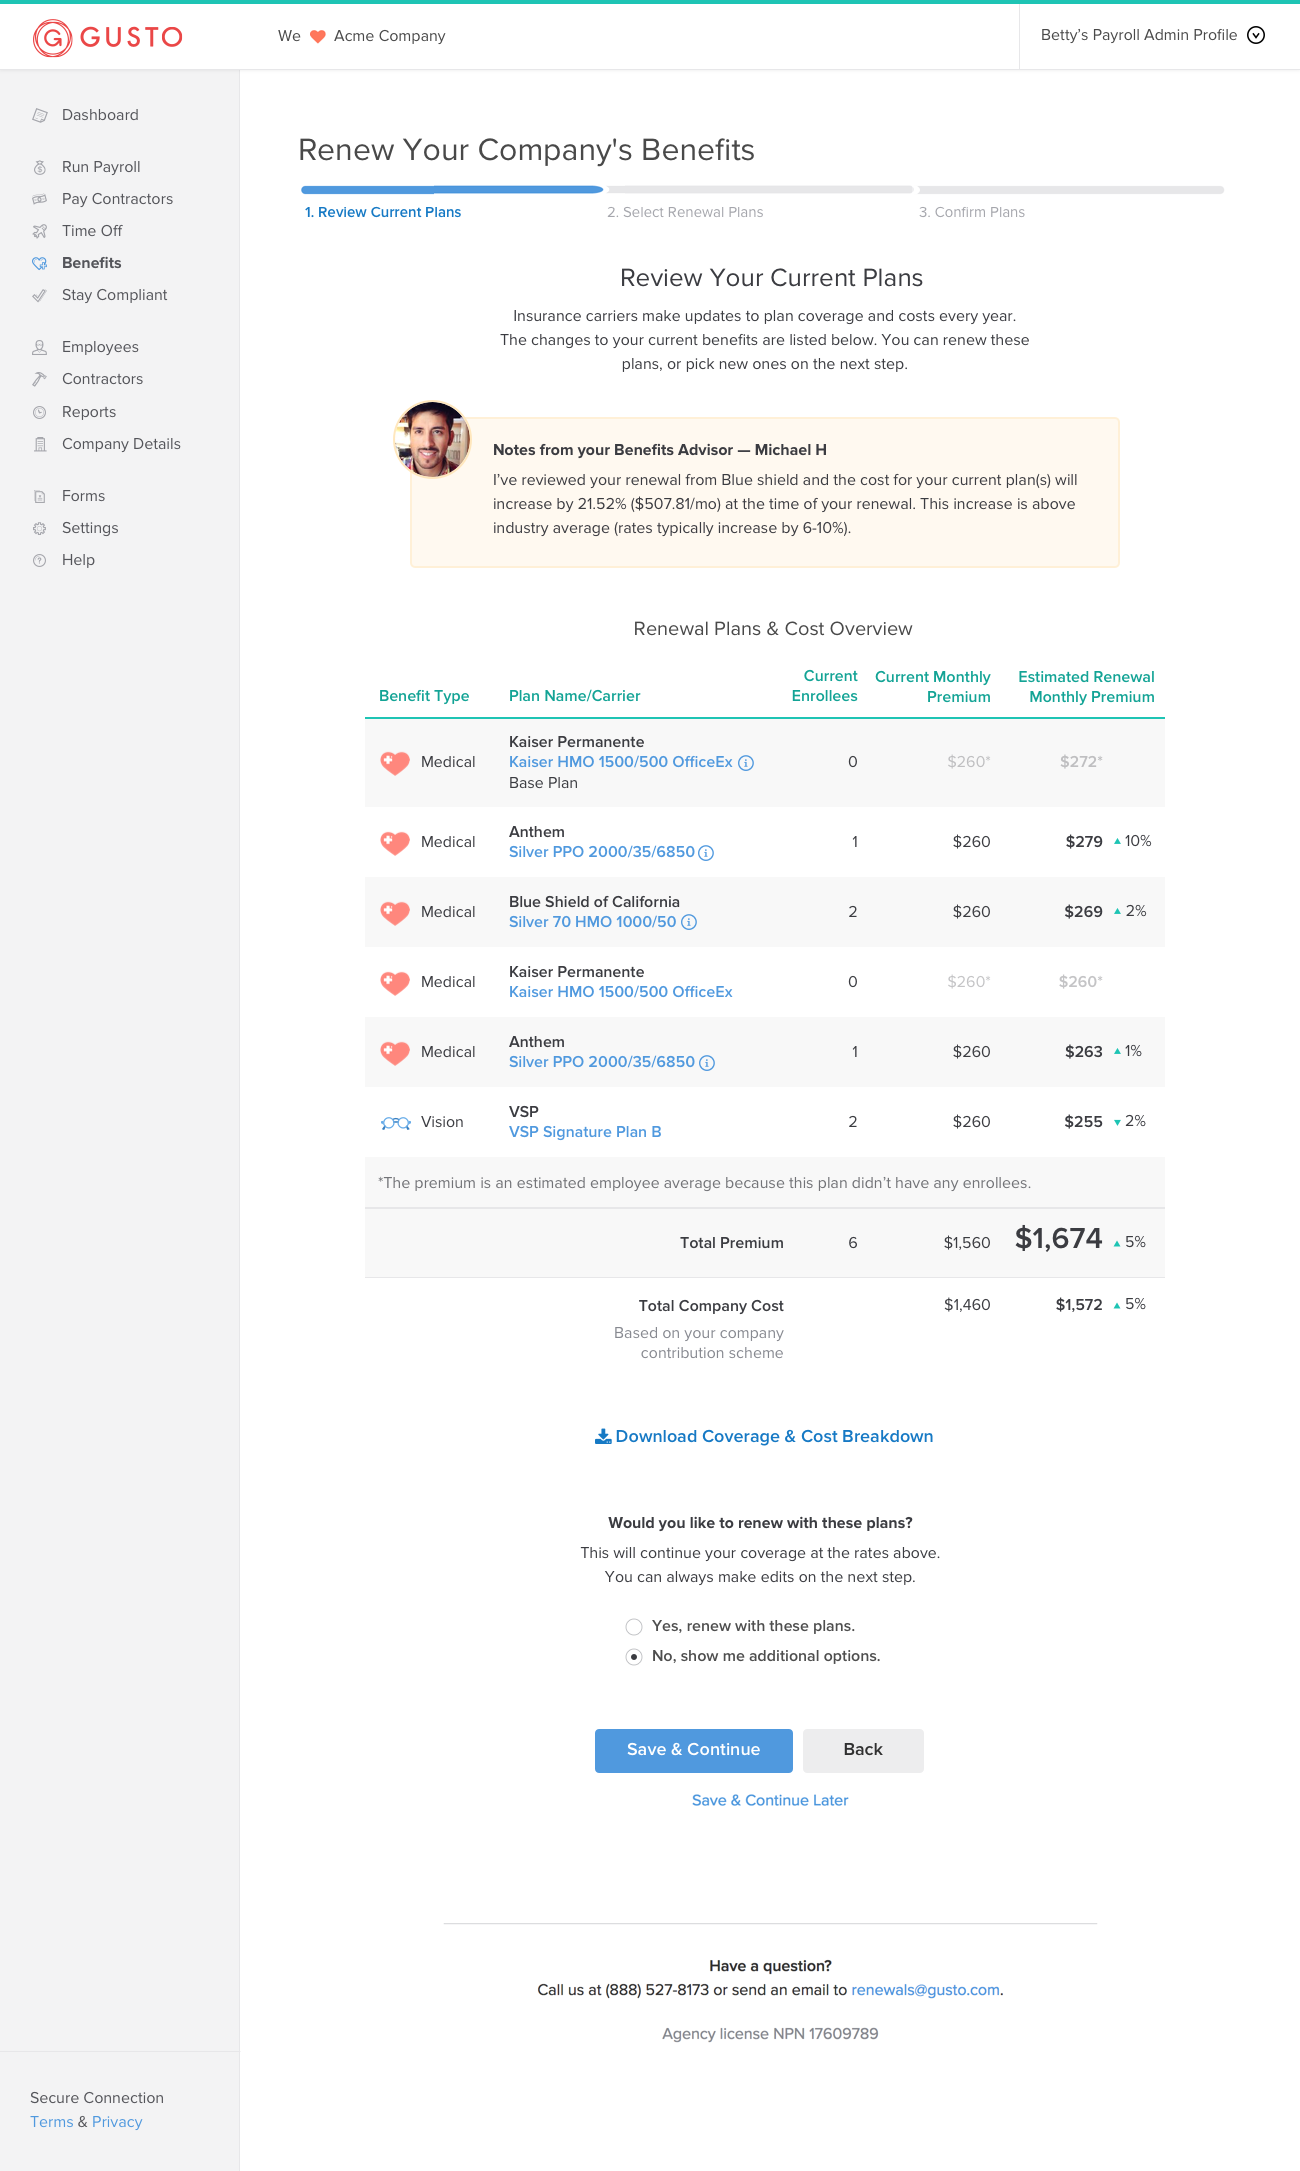 GUSTO
We Acme Company
Betty's Payroll Admin Profile
Dashboard
Run Payroll
Pay Contractors
Time Off
Benefits
Stay Compliant
Employees
Contractors
Reports
Company Details
Forms
Settings
Help
Secure Connection
Terms & Privacy
Renew Your Company's Benefits
1. Review Current Plans
2. Select Renewal Plans
3. Confirm Plans
Review Your Current Plans
Insurance carriers make updates to plan coverage and costs every year.
The changes to your current benefits are listed below. You can renew these
plans, or pick new ones on the next step.
Notes from your Benefits Advisor — Michael H
I've reviewed your renewal from Blue shield and the cost for your current plan(s) will
increase by 21.52% ($507.81/mo) at the time of your renewal. This increase is above
industry average (rates typically increase by 6-10%).
Renewal Plans & Cost Overview
Benefit Type
Plan Name/Carrier
Current
Enrollees
Current Monthly
Premium
Estimated Renewal
Monthly Premium
Medical
Kaiser Permanente
Kaiser HMO 1500/500 OfficeEx
Base Plan
0
$260*
$272*
Medical
Anthem
Silver PPO 2000/35/6850
1
$260
$279
10%
Medical
Blue Shield of California
Silver 70 HMO 1000/50
2
$260
$269
2%
Medical
Kaiser Permanente
Kaiser HMO 1500/500 OfficeEx
0
$260*
$260*
Medical
Anthem
Silver PPO 2000/35/6850
1
$260
$263
1%
Vision
VSP
VSP Signature Plan B
2
$260
$255
2%
*The premium is an estimated employee average because this plan didn't have any enrollees.
Total Premium
6
$1,560
$1,674
5%
Total Company Cost
$1,460
$1,572
5%
Based on your company
contribution scheme
Download Coverage & Cost Breakdown
Would you like to renew with these plans?
This will continue your coverage at the rates above.
You can always make edits on the next step.
Yes, renew with these plans.
No, show me additional options.
Save & Continue
Back
Save & Continue Later
Have a question?
Call us at (888) 527-8173 or send an email to renewals@gusto.com.
Agency license NPN 17609789